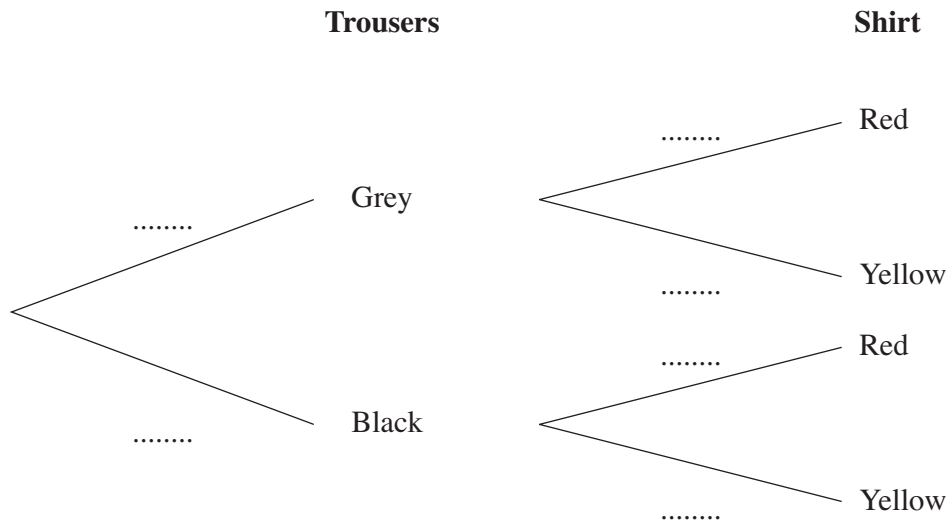 Trousers Shirt
........ Red
Grey
........
Yellow
........
........ Red
Black
........
Yellow
........